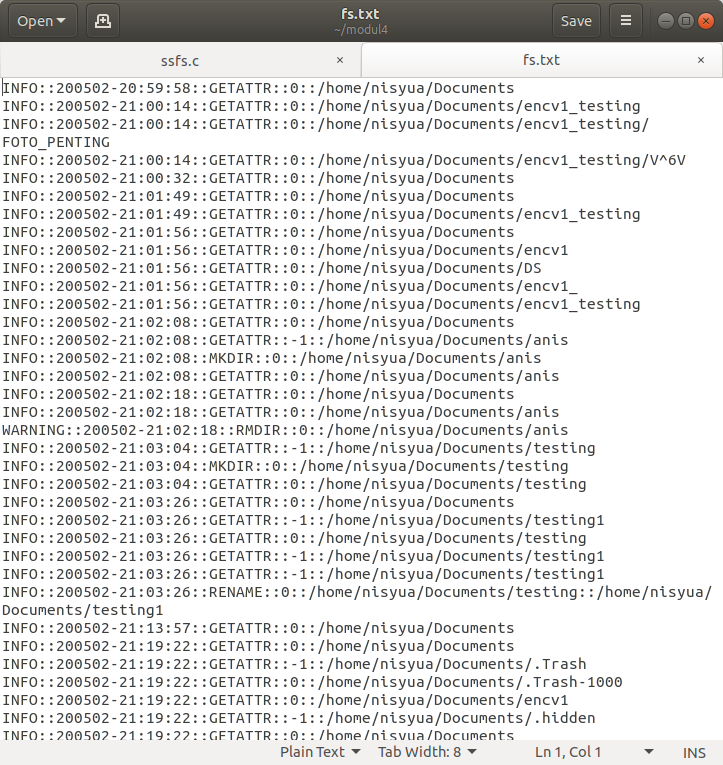 Open
fs.txt
~/modul4
Save
ssfs.c ×
fs.txt ×
INFO::200502-20:59:58::GETATTR::0::/home/nisyua/Documents
INFO::200502-21:00:14::GETATTR::0::/home/nisyua/Documents/encv1_testing
INFO::200502-21:00:14::GETATTR::0::/home/nisyua/Documents/encv1_testing/
FOTO_PENTING
INFO::200502-21:00:14::GETATTR::0::/home/nisyua/Documents/encv1_testing/V^6V
INFO::200502-21:00:32::GETATTR::0::/home/nisyua/Documents
INFO::200502-21:01:49::GETATTR::0::/home/nisyua/Documents
INFO::200502-21:01:49::GETATTR::0::/home/nisyua/Documents/encv1_testing
INFO::200502-21:01:56::GETATTR::0::/home/nisyua/Documents
INFO::200502-21:01:56::GETATTR::0::/home/nisyua/Documents/encv1
INFO::200502-21:01:56::GETATTR::0::/home/nisyua/Documents/DS
INFO::200502-21:01:56::GETATTR::0::/home/nisyua/Documents/encv1_
INFO::200502-21:01:56::GETATTR::0::/home/nisyua/Documents/encv1_testing
INFO::200502-21:02:08::GETATTR::0::/home/nisyua/Documents
INFO::200502-21:02:08::GETATTR::-1::/home/nisyua/Documents/anis
INFO::200502-21:02:08::MKDIR::0::/home/nisyua/Documents/anis
INFO::200502-21:02:08::GETATTR::0::/home/nisyua/Documents/anis
INFO::200502-21:02:18::GETATTR::0::/home/nisyua/Documents
INFO::200502-21:02:18::GETATTR::0::/home/nisyua/Documents/anis
WARNING::200502-21:02:18::RMDIR::0::/home/nisyua/Documents/anis
INFO::200502-21:03:04::GETATTR::-1::/home/nisyua/Documents/testing
INFO::200502-21:03:04::MKDIR::0::/home/nisyua/Documents/testing
INFO::200502-21:03:04::GETATTR::0::/home/nisyua/Documents/testing
INFO::200502-21:03:26::GETATTR::0::/home/nisyua/Documents
INFO::200502-21:03:26::GETATTR::-1::/home/nisyua/Documents/testing1
INFO::200502-21:03:26::GETATTR::0::/home/nisyua/Documents/testing
INFO::200502-21:03:26::GETATTR::-1::/home/nisyua/Documents/testing1
INFO::200502-21:03:26::GETATTR::-1::/home/nisyua/Documents/testing1
INFO::200502-21:03:26::RENAME::0::/home/nisyua/Documents/testing::/home/nisyua/
Documents/testing1
INFO::200502-21:13:57::GETATTR::0::/home/nisyua/Documents
INFO::200502-21:19:22::GETATTR::0::/home/nisyua/Documents
INFO::200502-21:19:22::GETATTR::-1::/home/nisyua/Documents/.Trash
INFO::200502-21:19:22::GETATTR::0::/home/nisyua/Documents/.Trash-1000
INFO::200502-21:19:22::GETATTR::0::/home/nisyua/Documents/encv1
INFO::200502-21:19:22::GETATTR::-1::/home/nisyua/Documents/.hidden
INFO::200502-21:19:22::GETATTR::0::/home/nisyua/Documents
Plain Text Tab Width: 8 Ln 1, Col 1 INS